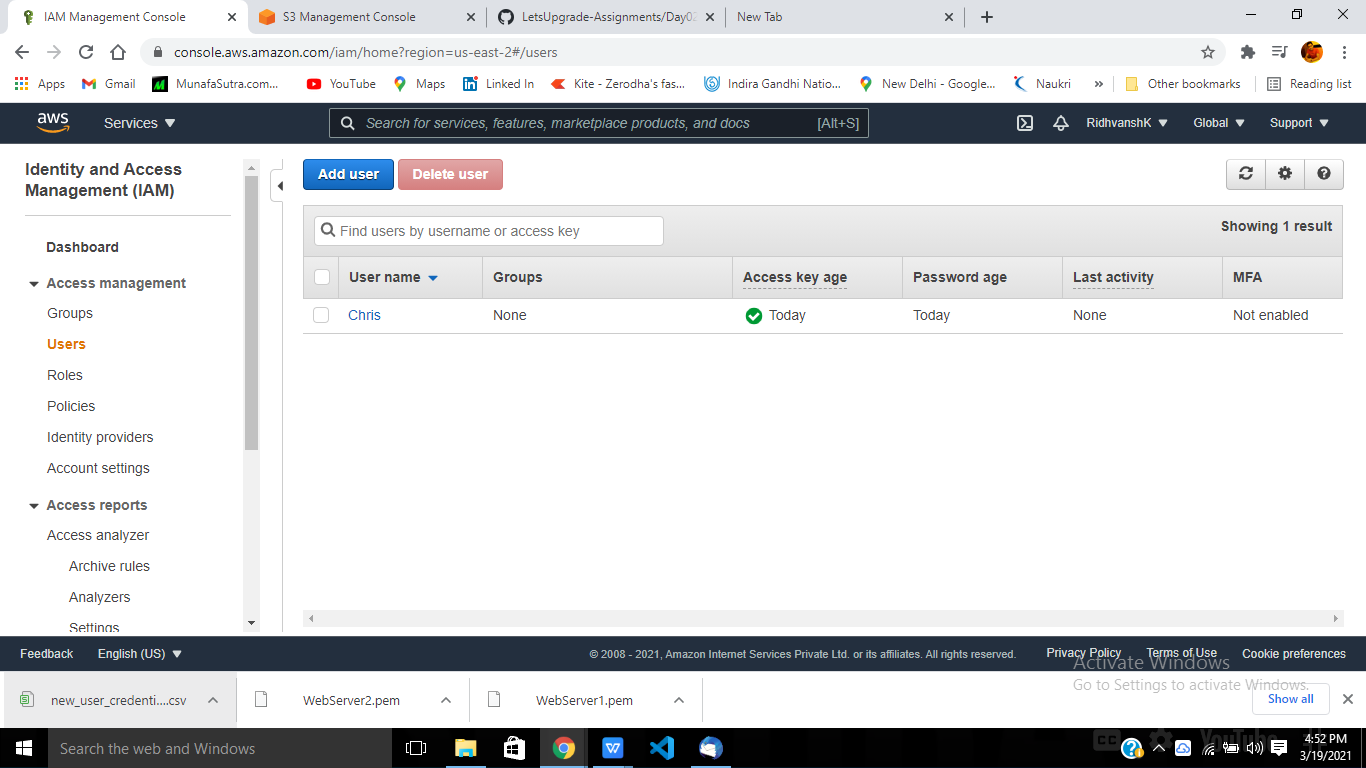 IAM Management Console
S3 Management Console
LetsUpgrade-Assignments/Day02
New Tab
console.aws.amazon.com/iam/home?region=us-east-2#/users
Apps
Gmail
MunafaSutra.com...
YouTube
Maps
Linked In
Kite - Zerodha's fas...
Indira Gandhi Natio...
New Delhi - Google...
Naukri
»
Other bookmarks
Reading list
aws
Services
Search for services, features, marketplace products, and docs
[Alt+S]
RidhvanshK
Global
Support
Identity and Access
Management (IAM)
Dashboard
Access management
Groups
Users
Roles
Policies
Identity providers
Account settings
Access reports
Access analyzer
Archive rules
Analyzers
Settings
Add user
Delete user
Find users by username or access key
Showing 1 result
User name
Groups
Access key age
Password age
Last activity
MFA
Chris
None
Today
Today
None
Not enabled
Feedback
English (US)
© 2008 - 2021, Amazon Internet Services Private Ltd. or its affiliates. All rights reserved.
Privacy Policy
Terms of Use
Cookie preferences
Activate Windows
Go to Settings to activate Windows.
new_user_credenti....csv
WebServer2.pem
WebServer1.pem
Show all
Search the web and Windows
CC
YouTube
4:52 PM
3/19/2021